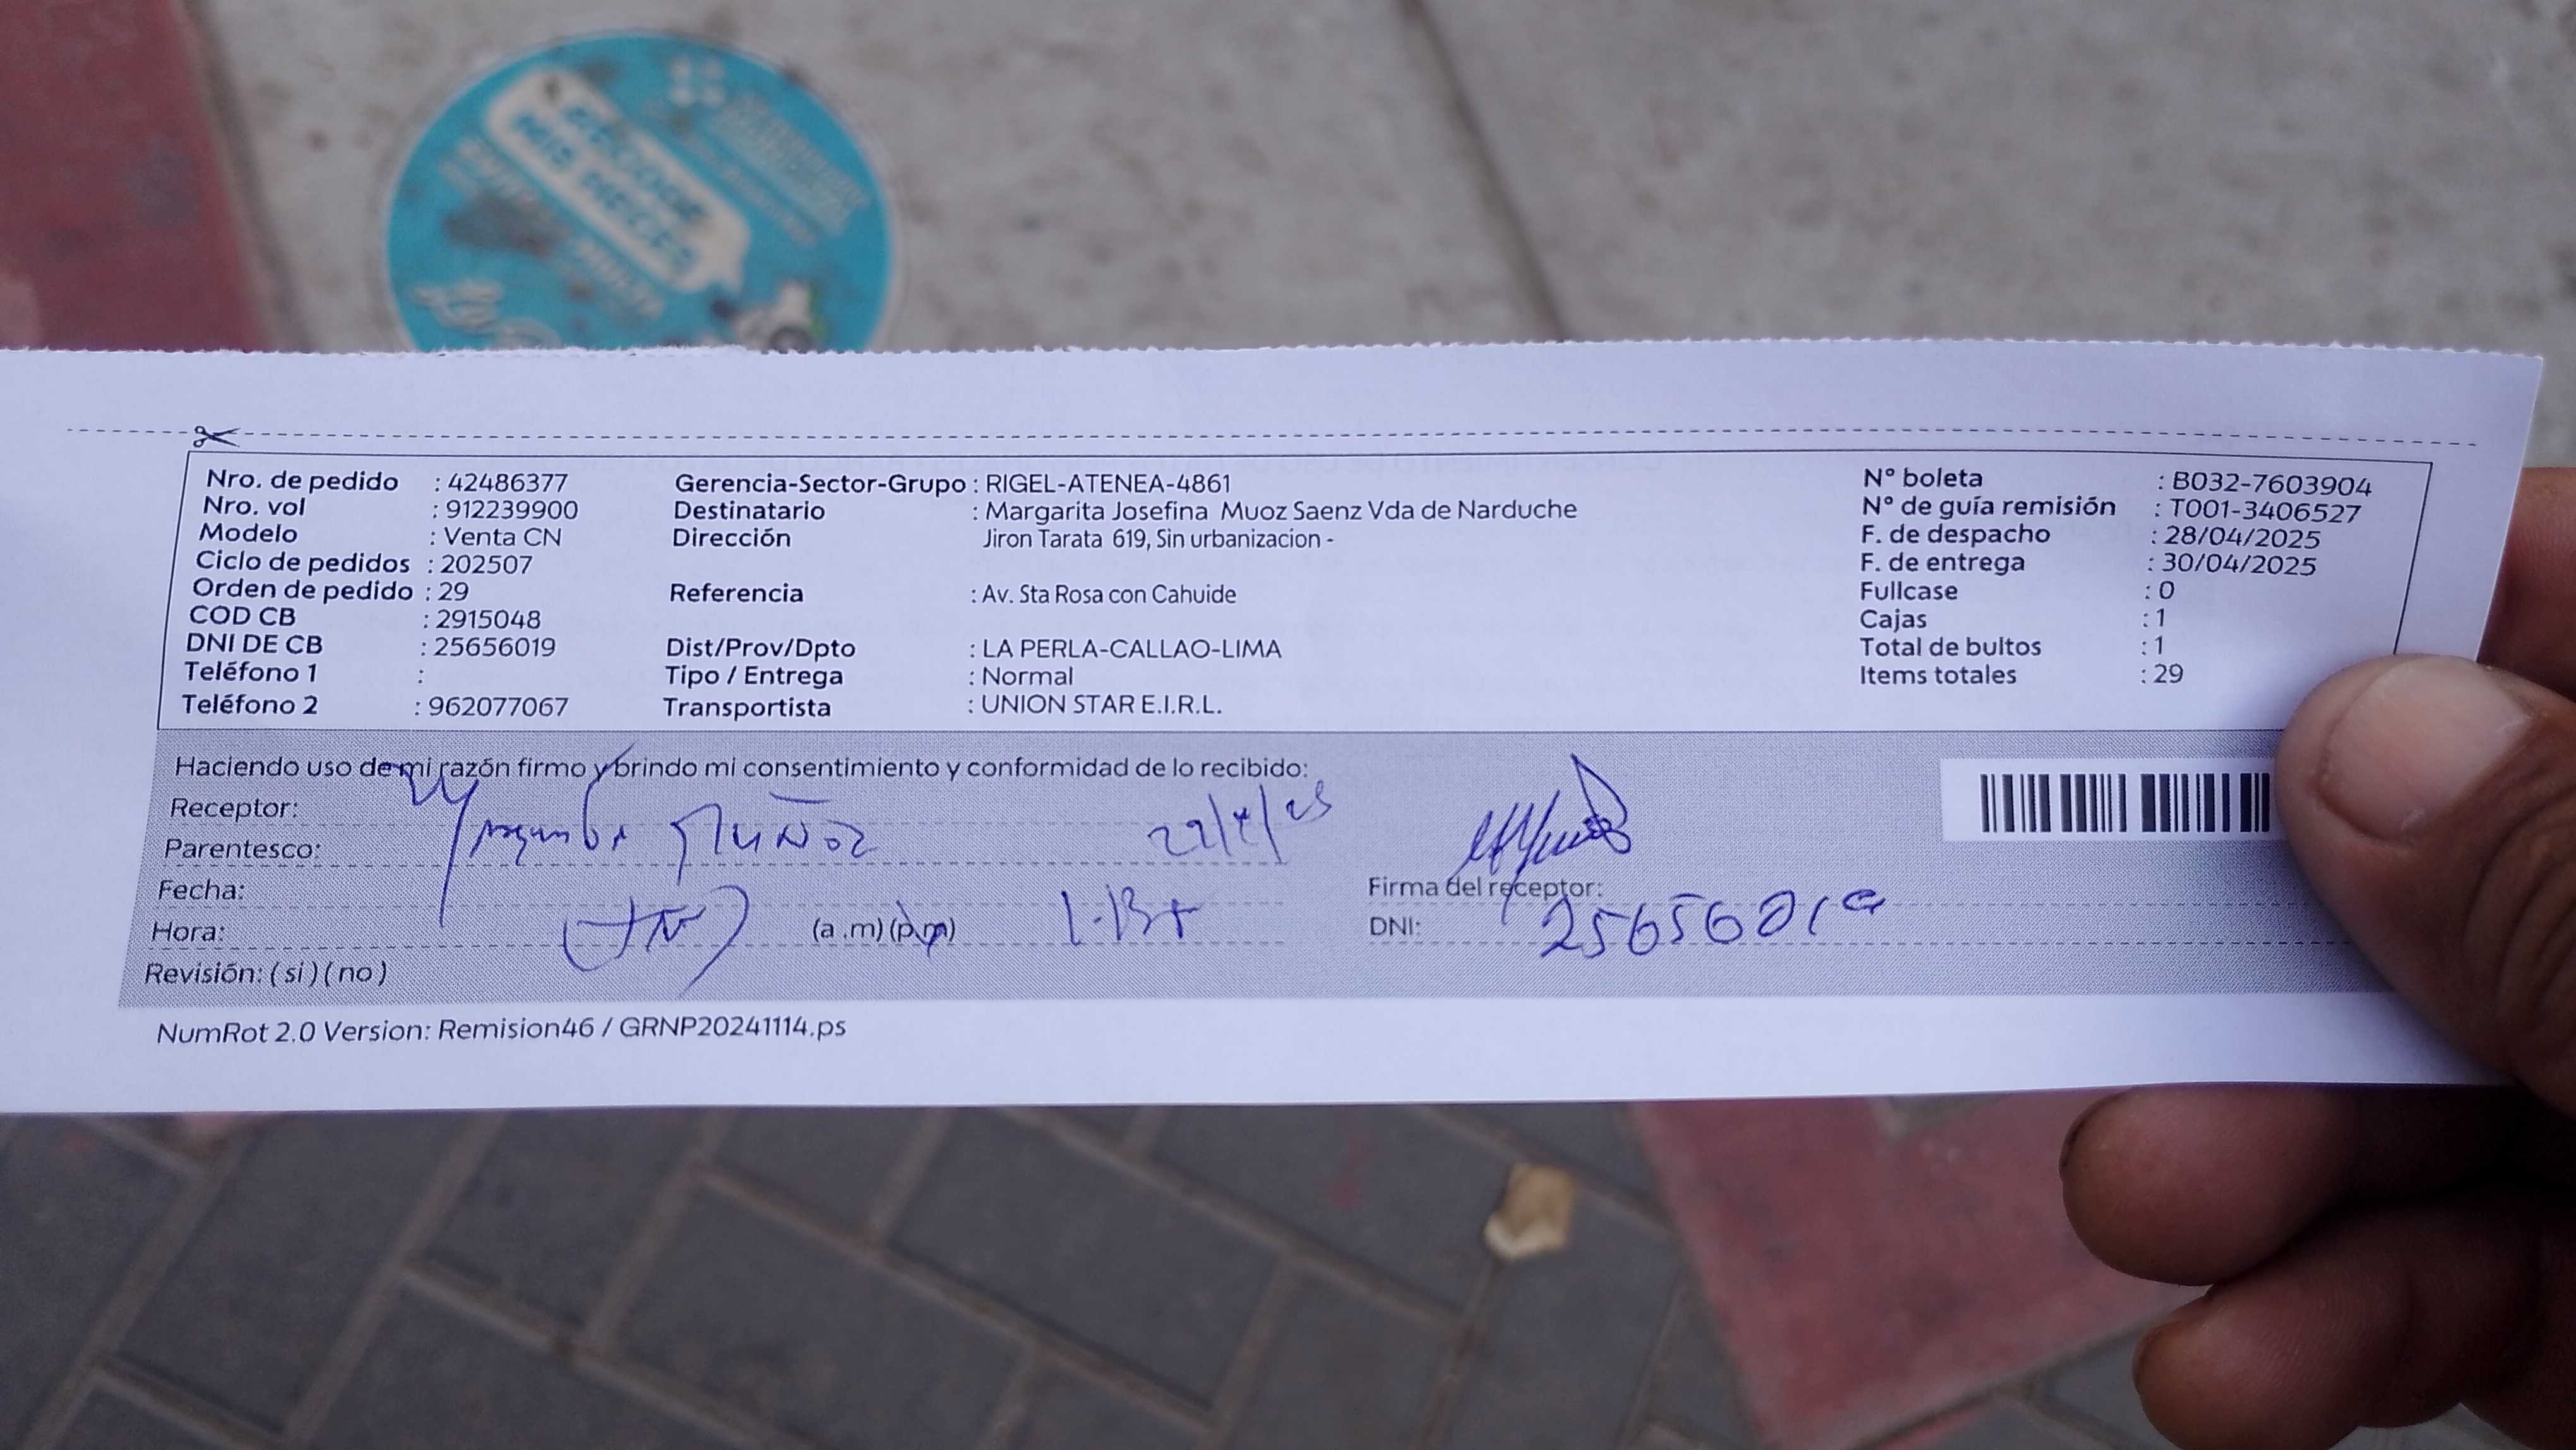 RECOGE
MIS HECES
Nro. de pedido : 42486377 Gerencia-Sector-Grupo : RIGEL-ATENEA-4861 N° boleta : B032-7603904
Nro. vol : 912239900 Destinatario : Margarita Josefina Muoz Saenz Vda de Narduche N° de guía remisión : T001-3406527
Modelo : Venta CN Dirección Jiron Tarata 619, Sin urbanizacion - F. de despacho : 28/04/2025
Ciclo de pedidos : 202507 F. de entrega : 30/04/2025
Orden de pedido : 29 Referencia : Av. Sta Rosa con Cahuide Fullcase : 0
COD CB : 2915048 Cajas : 1
DNI DE CB : 25656019 Dist/Prov/Dpto : LA PERLA-CALLAO-LIMA Total de bultos : 1
Teléfono 1 : Tipo / Entrega : Normal Items totales : 29
Teléfono 2 : 962077067 Transportista : UNION STAR E.I.R.L.
Haciendo uso de mi razón firmo y brindo mi consentimiento y conformidad de lo recibido:
Receptor: Muñoz
Parentesco:
Fecha: Firma del receptor:
Hora: (a .m) (p.m) DNI: 25656019
Revisión: ( si ) ( no )
NumRot 2.0 Version: Remision46 / GRNP20241114.ps